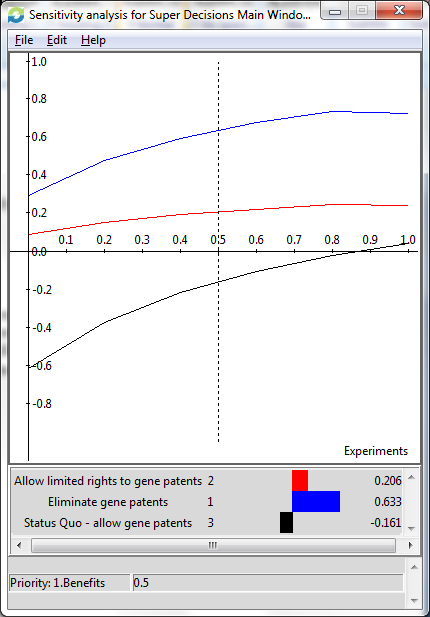 Sensitivity analysis for Super Decisions Main Windo...
File Edit Help
1.0
0.8
0.6
0.4
0.2
0.1 0.2 0.3 0.4 0.5 0.6 0.7 0.8 0.9 1.0
0.0
-0.2
-0.4
-0.6
-0.8
Experiments
Allow limited rights to gene patents 2 0.206
Eliminate gene patents 1 0.633
Status Quo - allow gene patents 3 -0.161
Priority: 1.Benefits 0.5